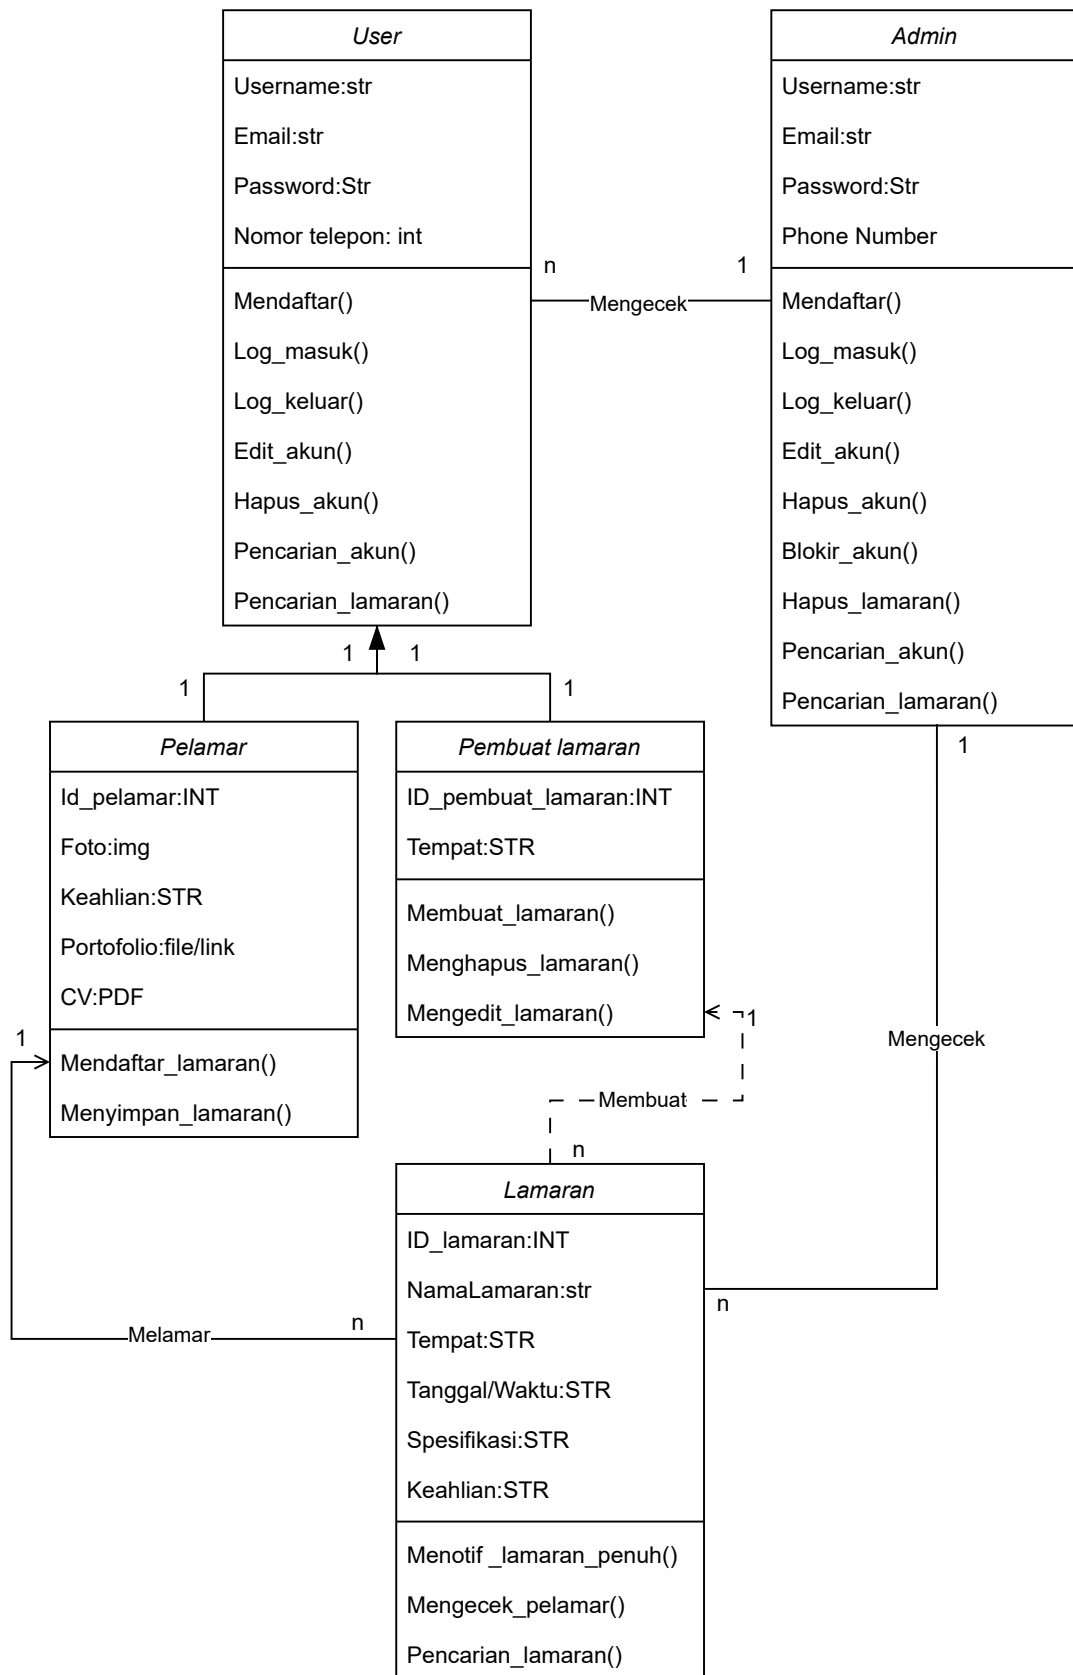 User
Username:str
Email:str
Password:Str
Nomor telepon: int
Mendaftar()
Log_masuk()
Log_keluar()
Edit_akun()
Hapus_akun()
Pencarian_akun()
Pencarian_lamaran()
n
Mengecek
1
Admin
Username:str
Email:str
Password:Str
Phone Number
Mendaftar()
Log_masuk()
Log_keluar()
Edit_akun()
Hapus_akun()
Blokir_akun()
Hapus_lamaran()
Pencarian_akun()
Pencarian_lamaran()
1
1
1
1
1
Pelamar
Id_pelamar:INT
Foto:img
Keahlian:STR
Portofolio:file/link
CV:PDF
Mendaftar_lamaran()
Menyimpan_lamaran()
1
Pembuat lamaran
ID_pembuat_lamaran:INT
Tempat:STR
Membuat_lamaran()
Menghapus_lamaran()
Mengedit_lamaran()
1
Mengecek
Membuat
n
Lamaran
ID_lamaran:INT
NamaLamaran:str
Tempat:STR
Tanggal/Waktu:STR
Spesifikasi:STR
Keahlian:STR
Menotif _lamaran_penuh()
Mengecek_pelamar()
Pencarian_lamaran()
n
n
Melamar